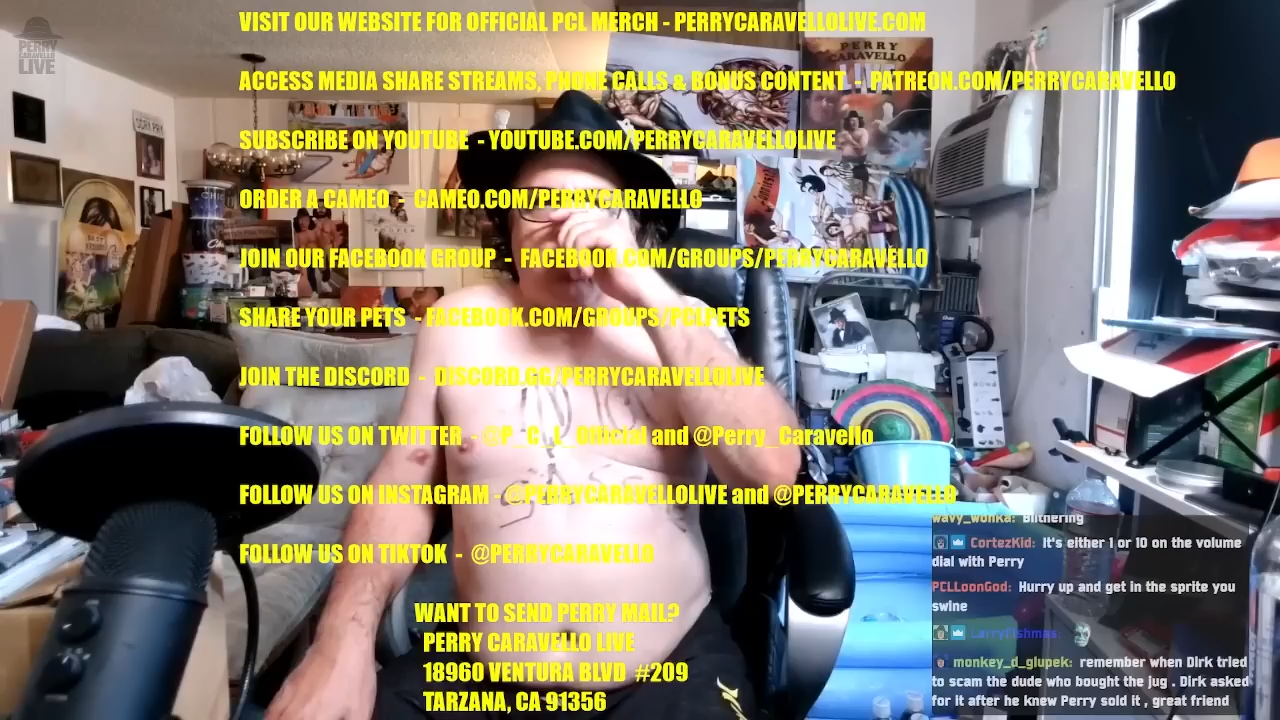 VISIT OUR WEBSITE FOR OFFICIAL PCL MERCH - PERRYCARAVELLOLIVE.COM
PERRY
CARAVELLO
LIVE
PERRY
CARAVELLO
ACCESS MEDIA SHARE STREAMS, PHONE CALLS & BONUS CONTENT - PATREON.COM/PERRYCARAVELLO
SUBSCRIBE ON YOUTUBE - YOUTUBE.COM/PERRYCARAVELLOLIVE
ORDER A CAMEO - CAMEO.COM/PERRYCARAVELLO
JOIN OUR FACEBOOK GROUP - FACEBOOK.COM/GROUPS/PERRYCARAVELLO
SHARE YOUR PETS - FACEBOOK.COM/GROUPS/PCLPETS
JOIN THE DISCORD - DISCORD.GG/PERRYCARAVELLOLIVE
FOLLOW US ON TWITTER - @P_C_L_Official and @Perry_Caravello
FOLLOW US ON INSTAGRAM - @PERRYCARAVELLOLIVE and @PERRYCARAVELLO
FOLLOW US ON TIKTOK - @PERRYCARAVELLO
WANT TO SEND PERRY MAIL?
PERRY CARAVELLO LIVE
18960 VENTURA BLVD #209
TARZANA, CA 91356
wavy_wonka: Blithering
CortezKid: It's either 1 or 10 on the volume
dial with Perry
PCLLoonGod: Hurry up and get in the sprite you
swine
Larryfishmas:
monkey_d_glupek: remember when Dirk tried
to scam the dude who bought the jug . Dirk asked
for it after he knew Perry sold it , great friend